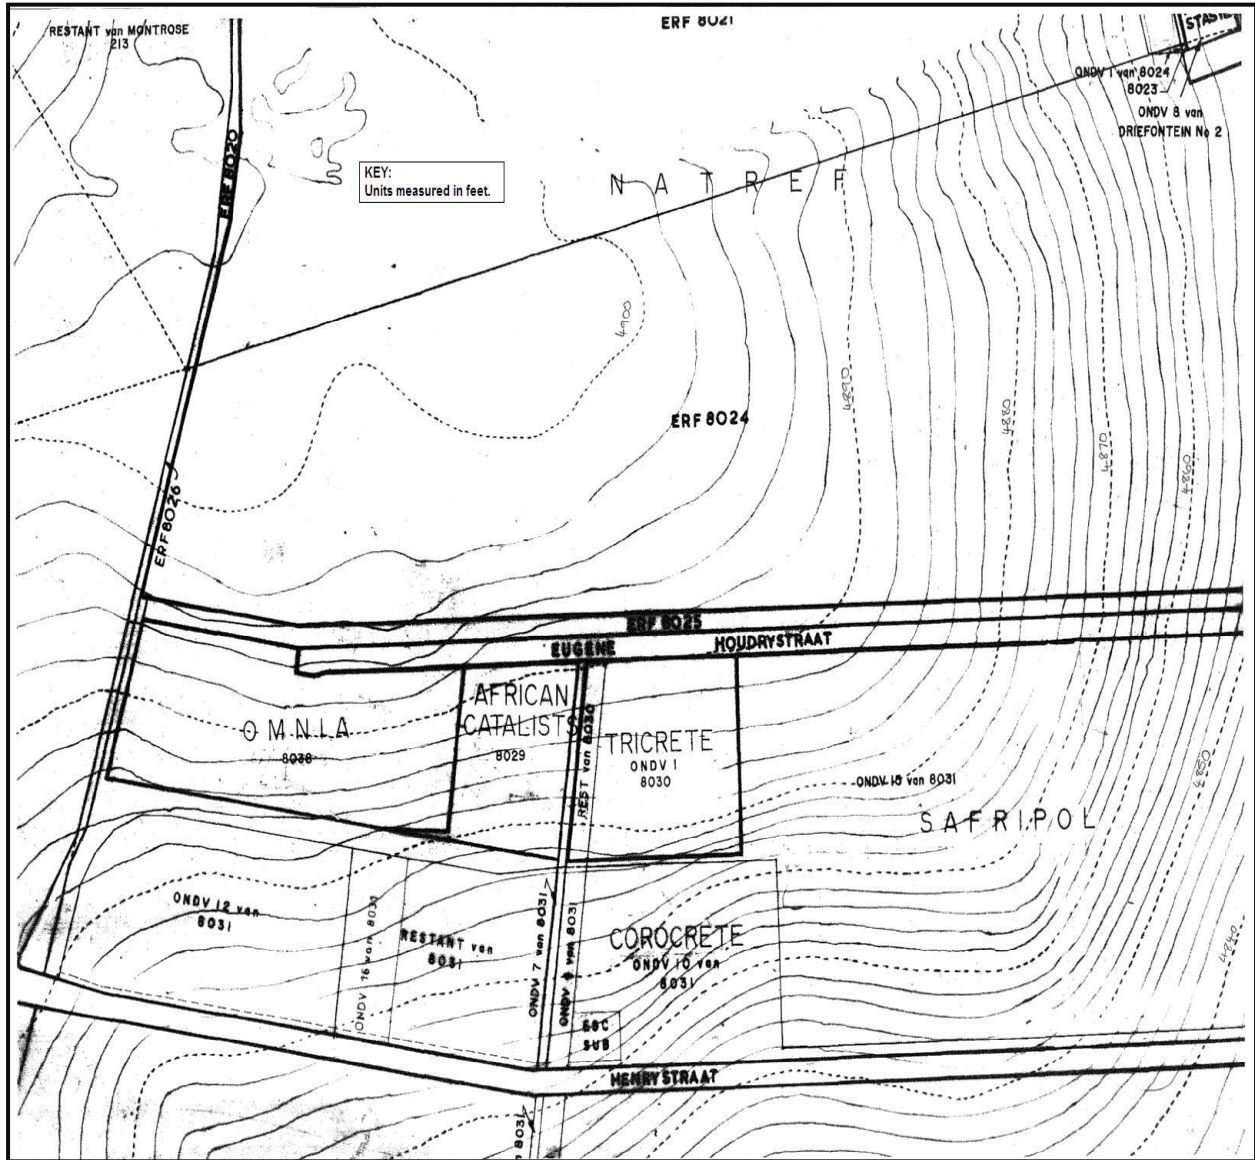 RESTANT van MONTROSE
213
ERF 8021
ONDV 1 van 8024
8023
ONDV 8 van
DRIEFONTEIN No 2
ERF 8020
KEY:
Units measured in feet.
NATREF
4900
4890
4880
4870
4860
ERF 8024
ERF 8026
ERF 8025
EUGENE HOUDRYSTRAAT
OMNIA
8038
AFRICAN
CATALISTS
8029
REST van 8030
TRICRETE
ONDV 1
8030
ONDV 15 van 8031
SAFRIPOL
4850
4840
ONDV 12 van
8031
ONDV 16 van 8031
RESTANT van
8031
ONDV 7 van 8031
van 8031
COROCRETE
ONDV 10 van
8031
SUB
HENRYSTRAAT
8031